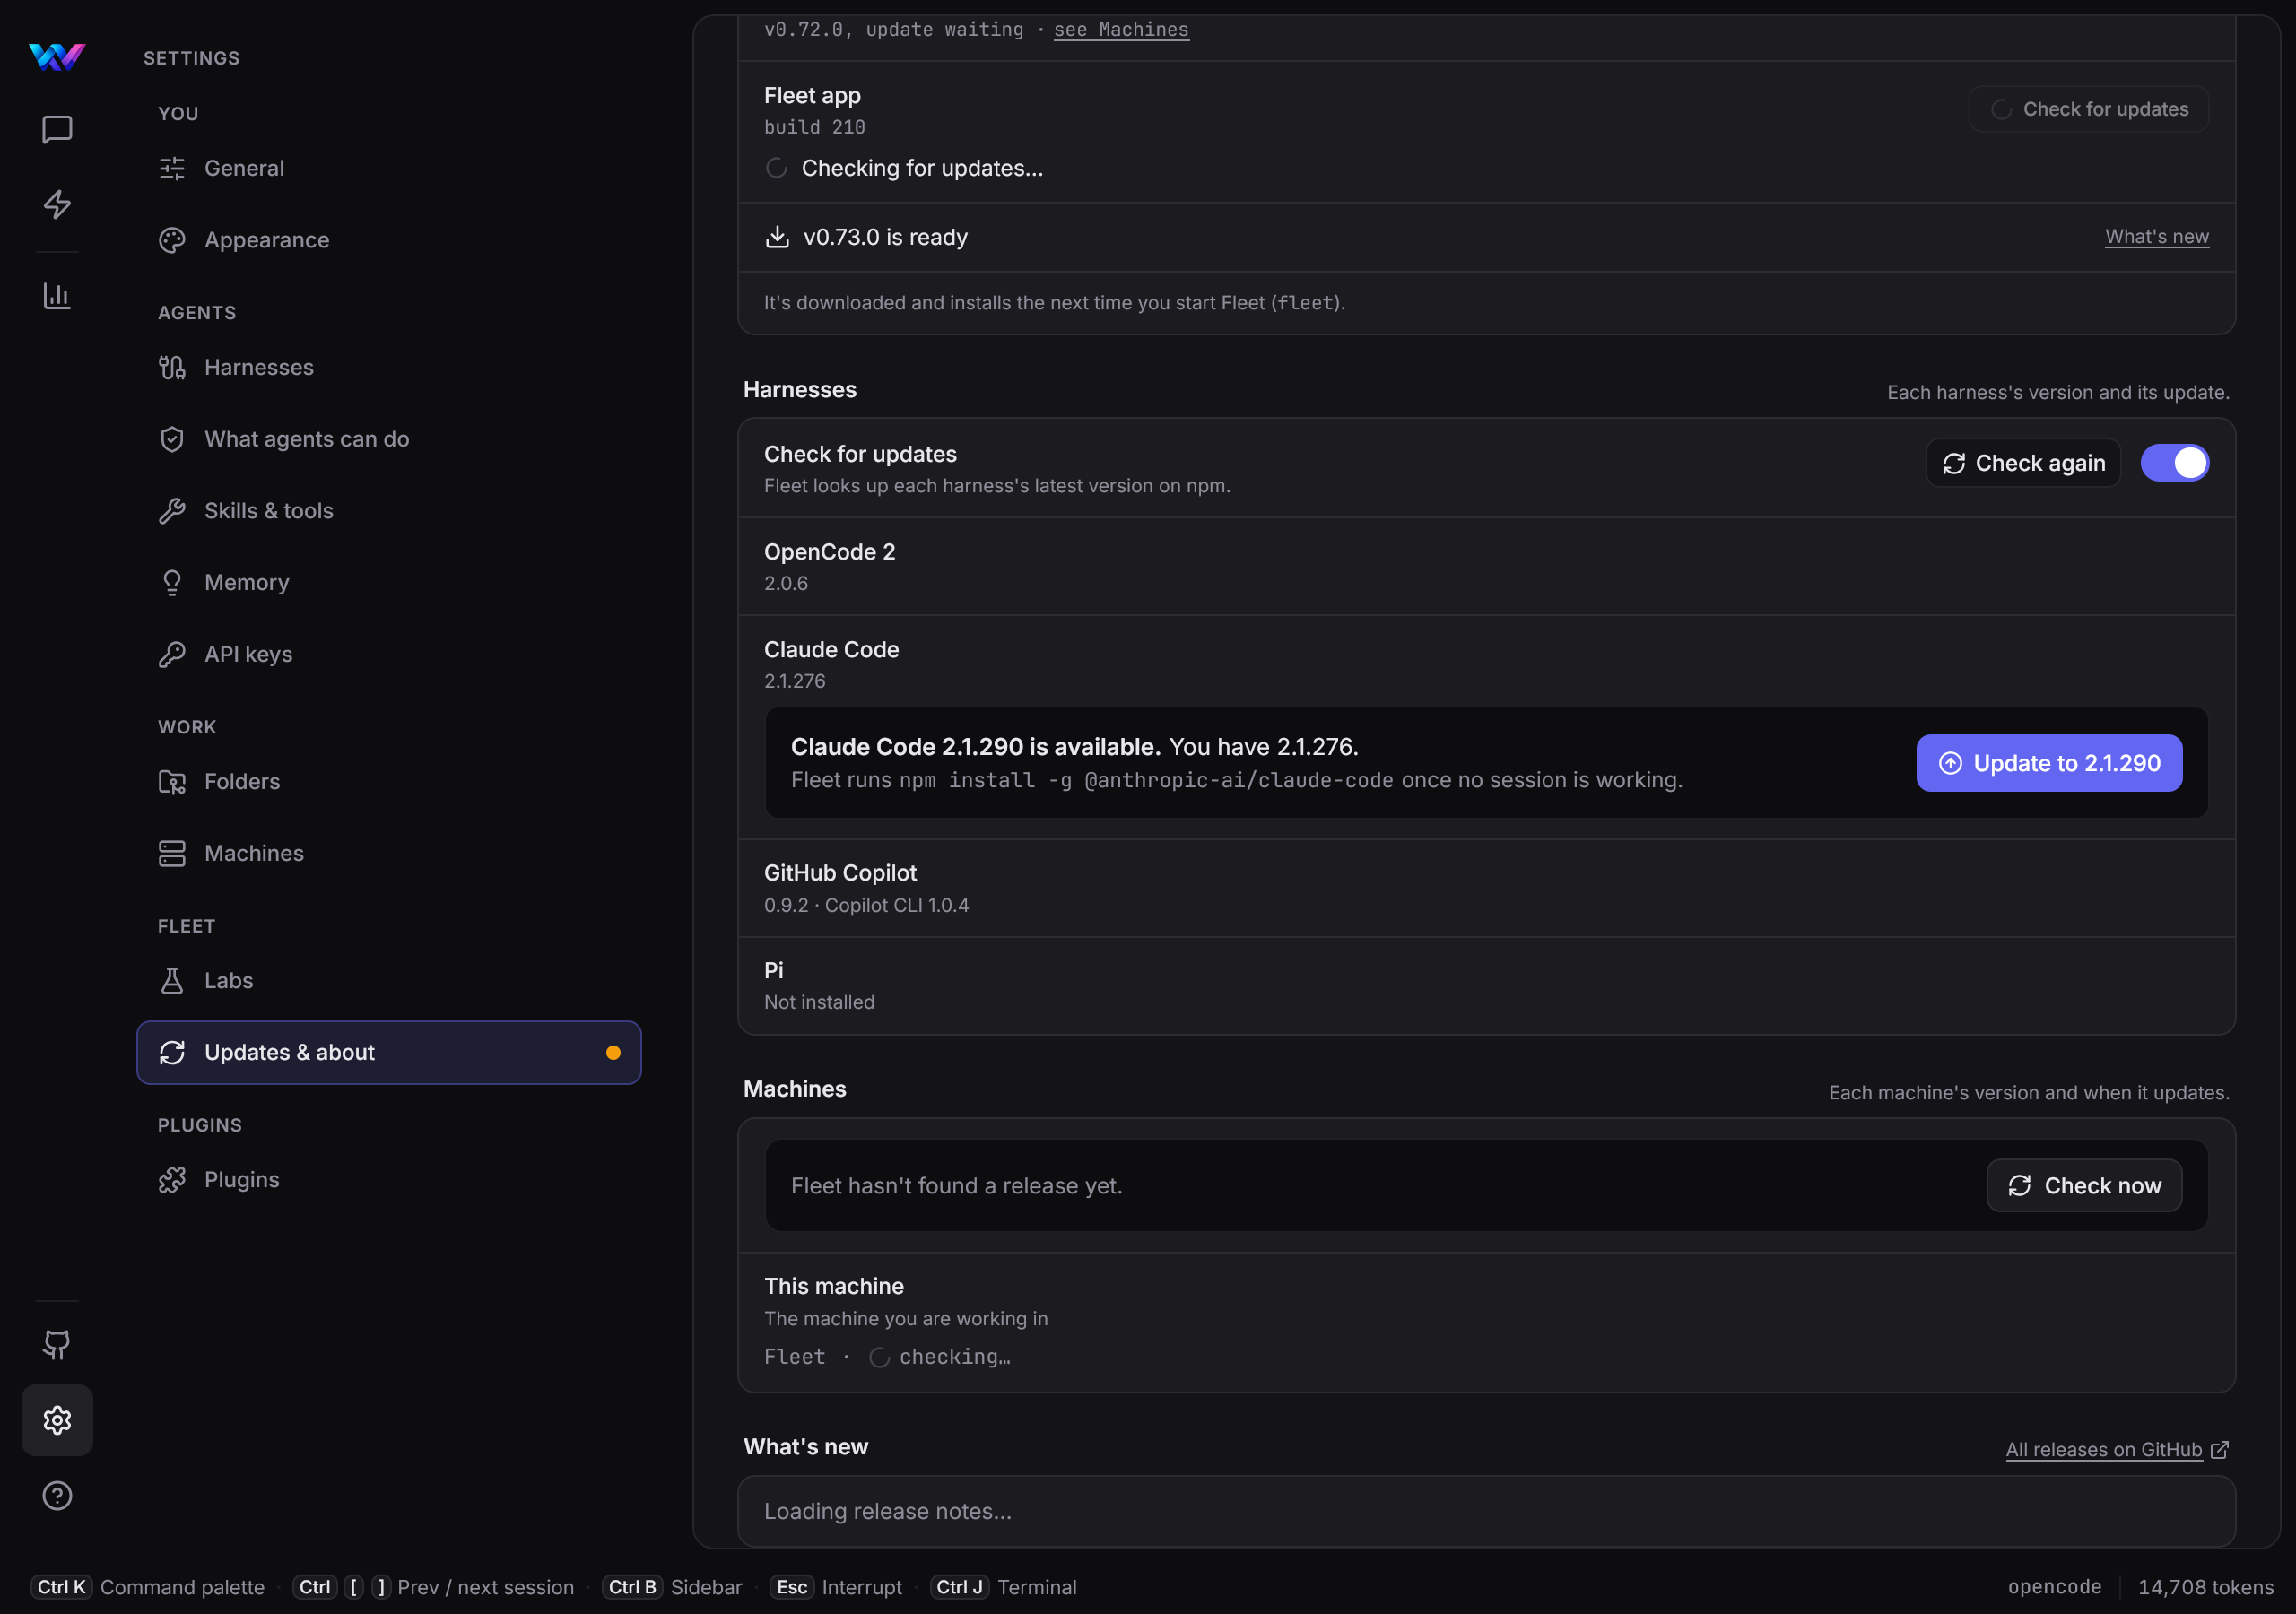 SETTINGS
YOU
General
Appearance
AGENTS
Harnesses
What agents can do
Skills & tools
Memory
API keys
WORK
Folders
Machines
FLEET
Labs
Updates & about
PLUGINS
Plugins
v0.72.0, update waiting · see Machines
Fleet app
build 210
Check for updates
Checking for updates...
v0.73.0 is ready
What's new
It's downloaded and installs the next time you start Fleet (fleet).
Harnesses
Each harness's version and its update.
Check for updates
Fleet looks up each harness's latest version on npm.
Check again
OpenCode 2
2.0.6
Claude Code
2.1.276
Claude Code 2.1.290 is available. You have 2.1.276.
Fleet runs npm install -g @anthropic-ai/claude-code once no session is working.
Update to 2.1.290
GitHub Copilot
0.9.2 · Copilot CLI 1.0.4
Pi
Not installed
Machines
Each machine's version and when it updates.
Fleet hasn't found a release yet.
Check now
This machine
The machine you are working in
Fleet · checking…
What's new
All releases on GitHub
Loading release notes...
Ctrl K Command palette · Ctrl [ ] Prev / next session · Ctrl B Sidebar · Esc Interrupt · Ctrl J Terminal
opencode
14,708 tokens